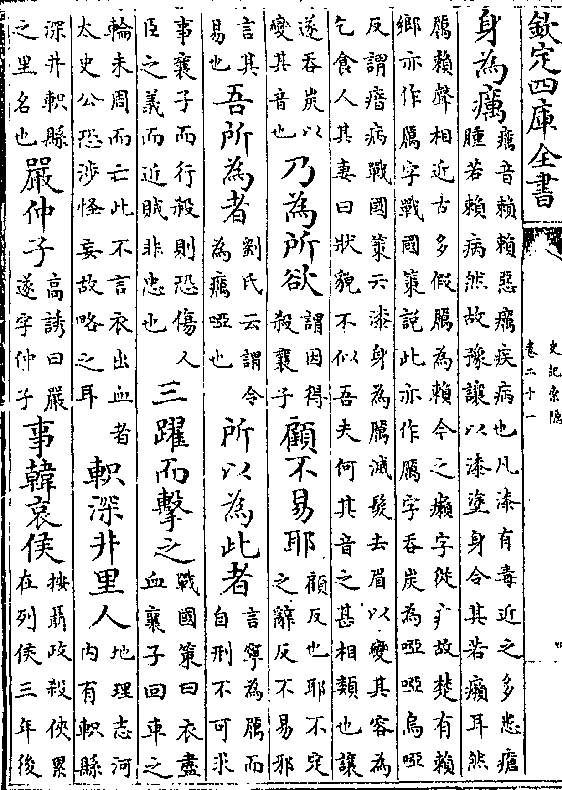 欽定四庫全書
史記索隱
卷二十一
身為癘
癘音賴賴惡瘡疾病也凡漆有毒近之多患瘡
腫若賴病然故豫讓以漆塗身令其若癩耳然
厲賴聲相近古多假厲為賴今之癩字從疒故楚有賴
鄉亦作厲字戰國策說此亦作厲字吞炭為啞啞烏啞
反謂瘖病戰國策云漆身為厲滅髮去眉以變其容為
乞食人其妻曰狀貌不似吾夫何其音之甚相類也讓
遂吞炭以
變其音也
乃為所欲
謂因得
殺襄子
顧不易耶
顧反也耶不定
之辭反不易邪
言其
易也
吾所為者
劉氏云謂令
為癘啞也
所以為此者
言寧為厲而
自刑不可求
事襄子而行殺則恐傷人
臣之義而近賊非忠也
三躍而擊之
戰國策曰衣盡
血襄子回車之
輪未周而亡此不言衣出血者
太史公恐涉怪妄故略之耳
軹深井里人
地理志河
内有軹縣
深井軹縣
之里名也
嚴仲子
高誘曰嚴
遂字仲子
事韓哀侯
按聶政殺俠累
在列侯三年後